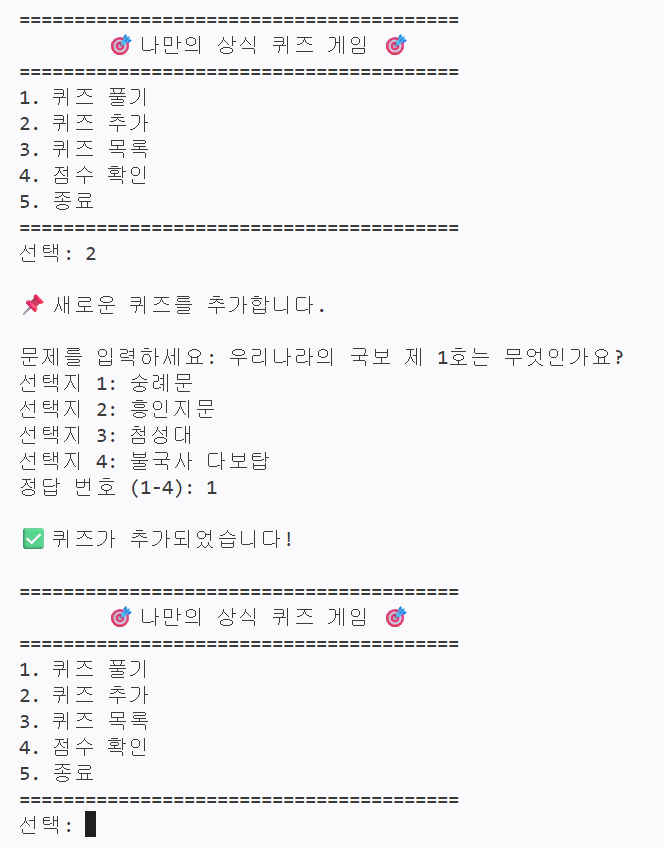 ========================================
🎯 나만의 상식 퀴즈 게임 🎯
========================================
1. 퀴즈 풀기
2. 퀴즈 추가
3. 퀴즈 목록
4. 점수 확인
5. 종료
========================================
선택: 2
📌 새로운 퀴즈를 추가합니다.
문제를 입력하세요: 우리나라의 국보 제 1호는 무엇인가요?
선택지 1: 숭례문
선택지 2: 흥인지문
선택지 3: 첨성대
선택지 4: 불국사 다보탑
정답 번호 (1-4): 1
✅ 퀴즈가 추가되었습니다!
========================================
🎯 나만의 상식 퀴즈 게임 🎯
========================================
1. 퀴즈 풀기
2. 퀴즈 추가
3. 퀴즈 목록
4. 점수 확인
5. 종료
========================================
선택: